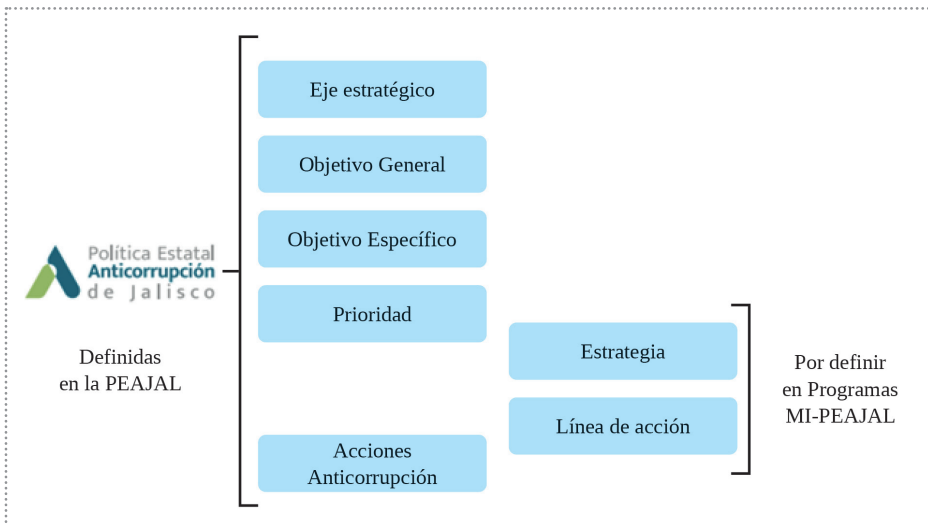 Eje estratégico
Objetivo General
Objetivo Específico
Prioridad
Política Estatal
Anticorrupción
de Jalisco
Definidas
en la PEAJAL
Acciones
Anticorrupción
Estrategia
Línea de acción
Por definir
en Programas
MI-PEAJAL